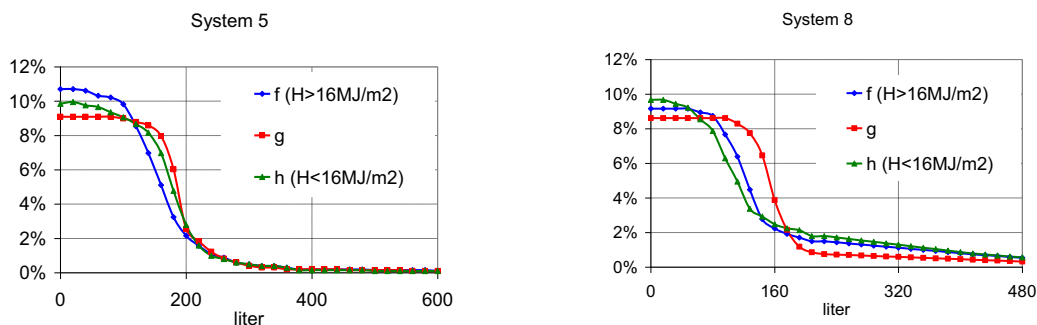 System 5
12%
10%
8%
6%
4%
2%
0%
0 200 400 600
liter
f (H>16MJ/m2)
g
h (H<16MJ/m2)
System 8
12%
10%
8%
6%
4%
2%
0%
0 160 320 480
liter
f (H>16MJ/m2)
g
h (H<16MJ/m2)